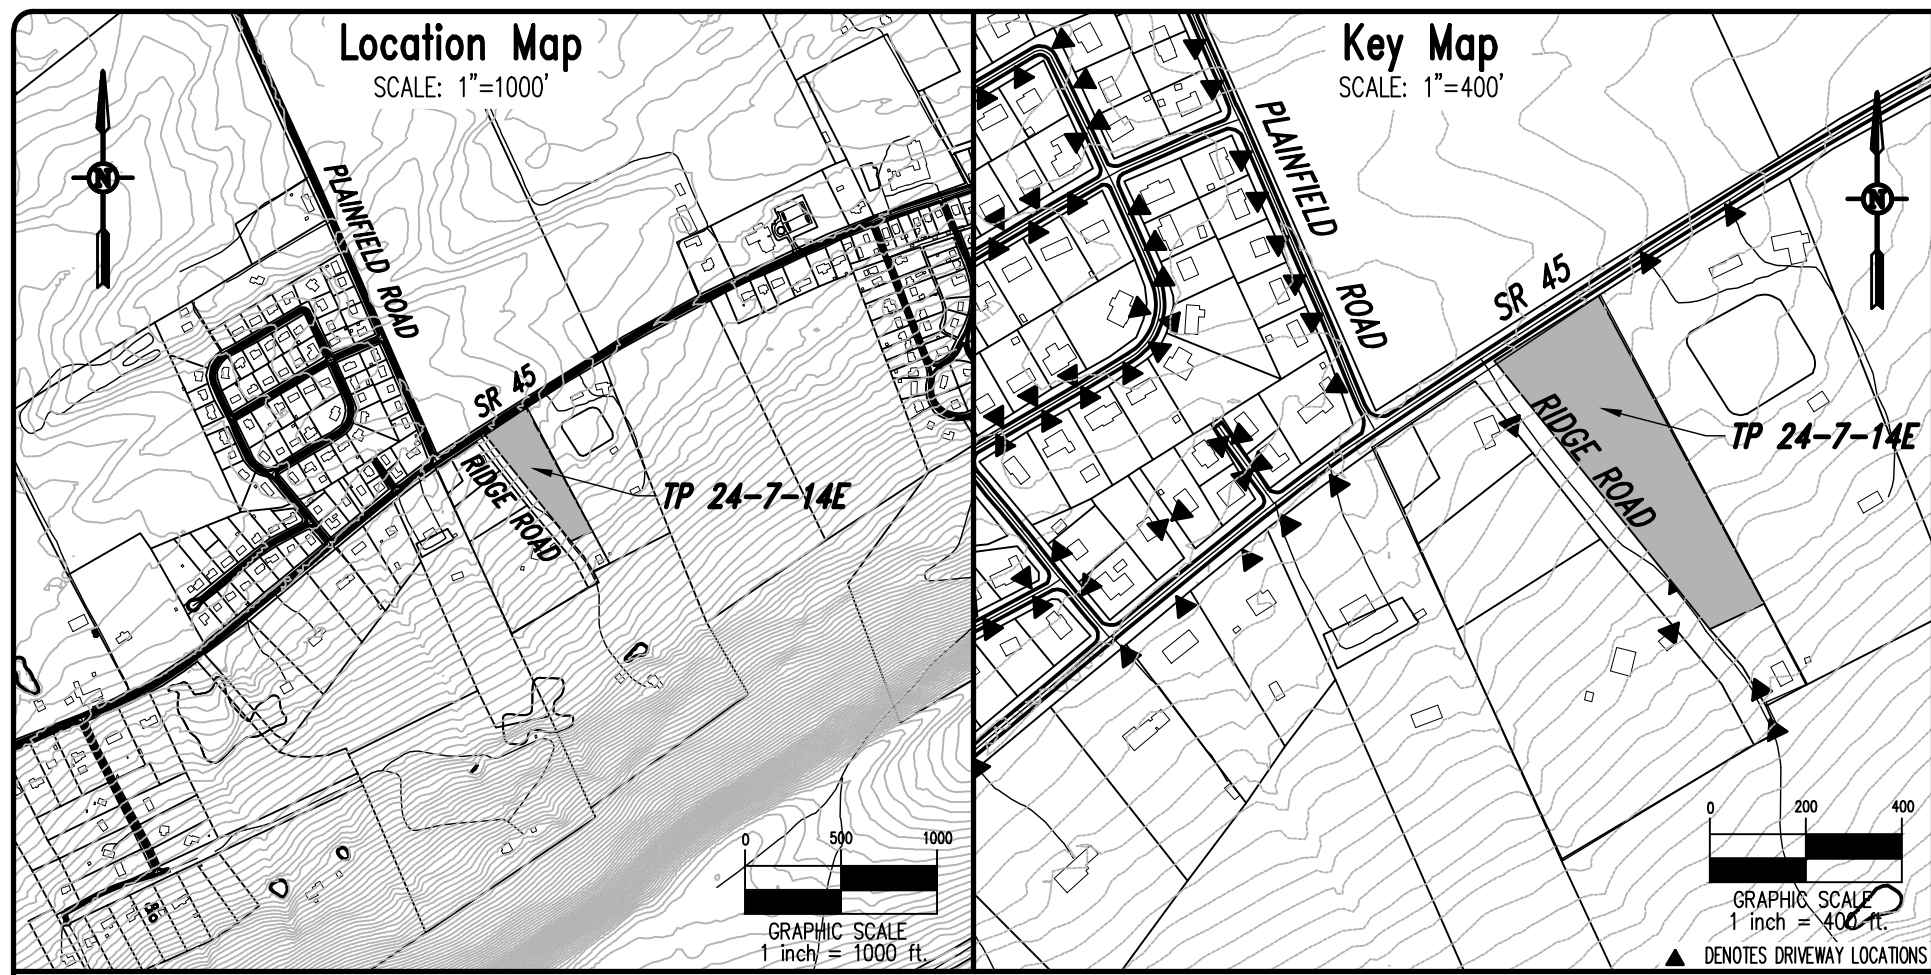 Location Map
SCALE: 1"=1000'
N
PLAINFIELD ROAD
SR 45
RIDGE ROAD
TP 24-7-14E
0 500 1000
GRAPHIC SCALE
1 inch = 1000 ft.
Key Map
SCALE: 1"=400'
N
PLAINFIELD
ROAD
SR 45
RIDGE ROAD
TP 24-7-14E
0 200 400
GRAPHIC SCALE
1 inch = 400 ft.
▲ DENOTES DRIVEWAY LOCATIONS